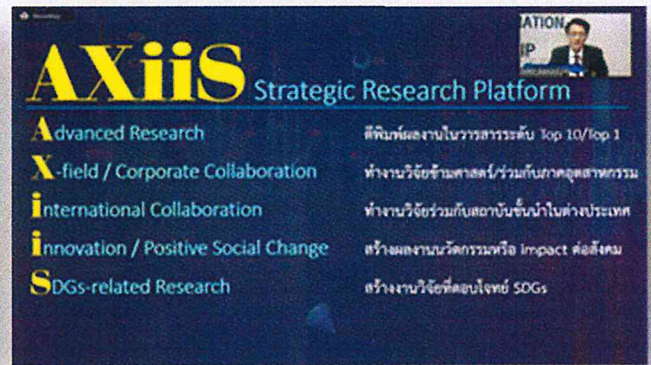 ATION
IP
AXiiS Strategic Research Platform
Advanced Research ตีพิมพ์ผลงานในวารสารระดับ Top 10/Top 1
X-field / Corporate Collaboration ทำงานวิจัยข้ามศาสตร์/ร่วมกับภาคอุตสาหกรรม
international Collaboration ทำงานวิจัยร่วมกับสถาบันชั้นนำในต่างประเทศ
innovation / Positive Social Change สร้างผลงานนวัตกรรมหรือ impact ต่อสังคม
SDGs-related Research สร้างงานวิจัยที่ตอบโจทย์ SDGs